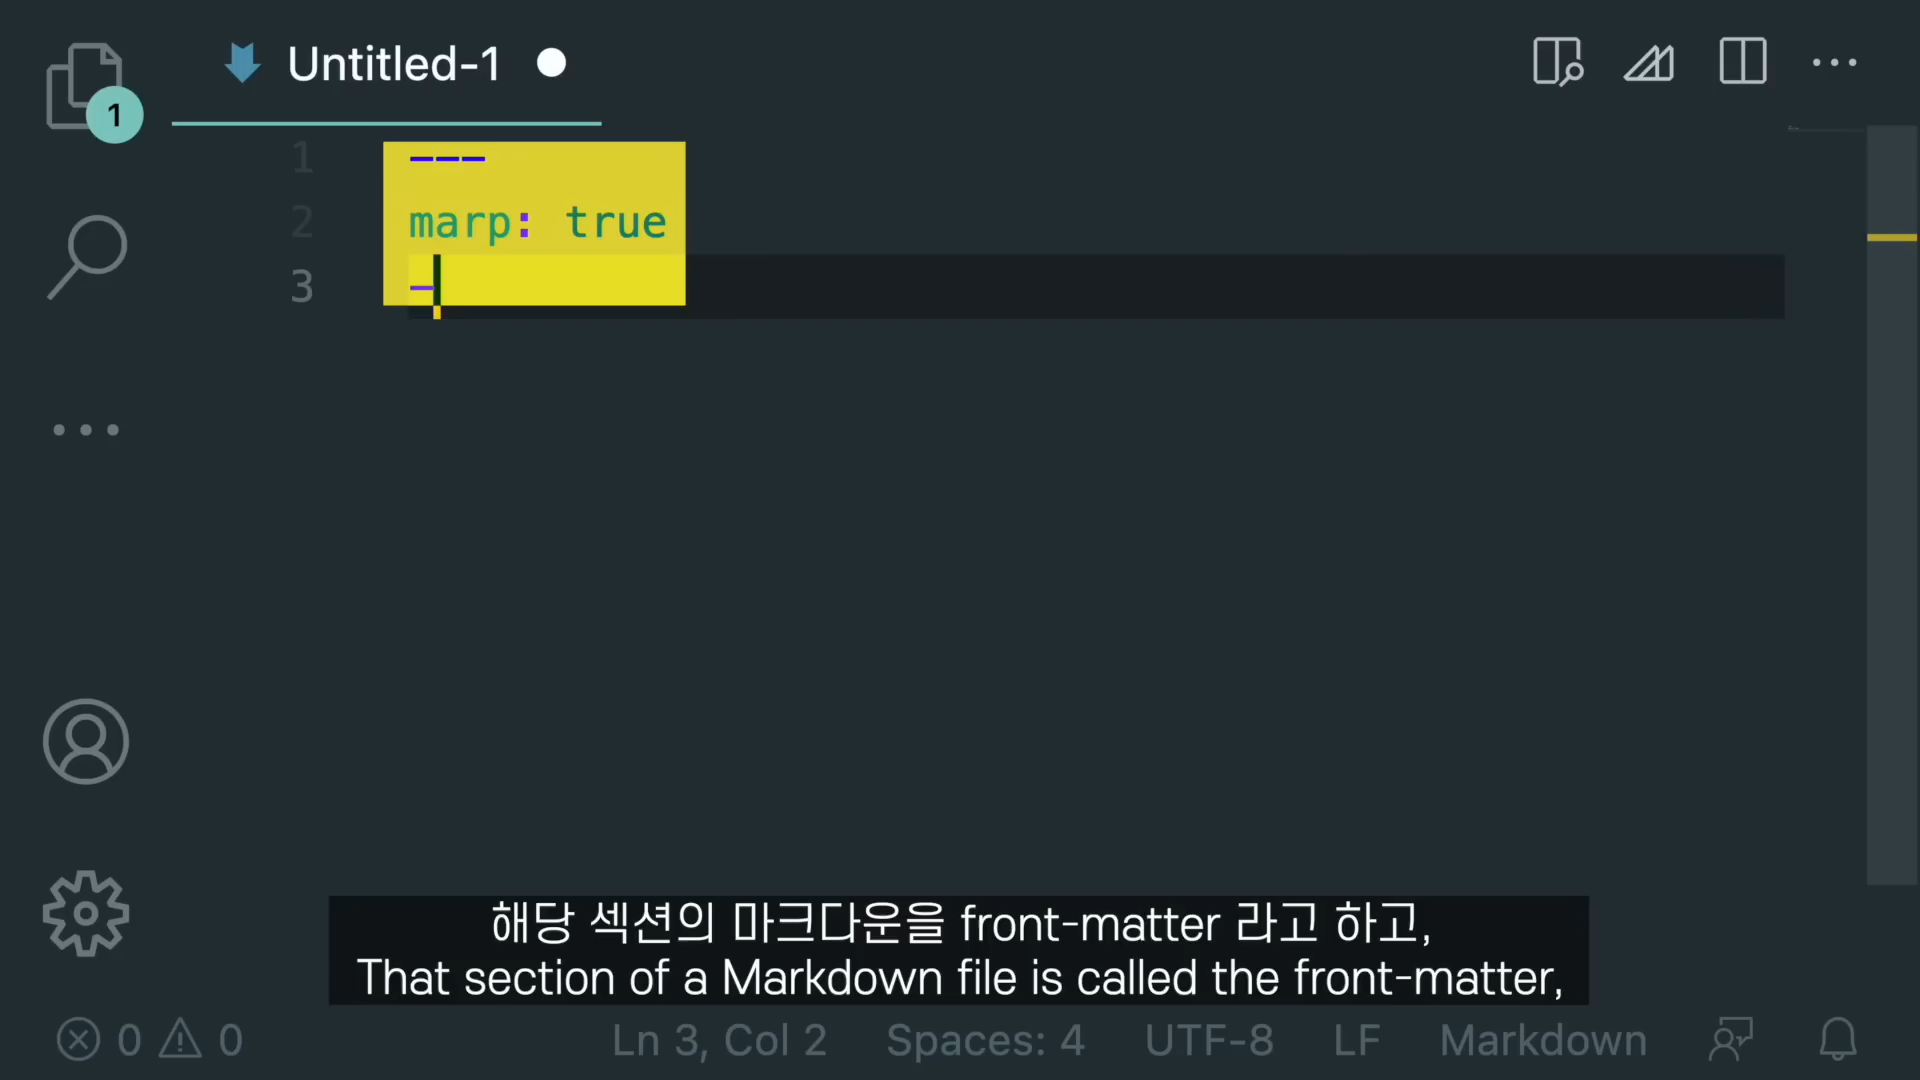 Untitled-1
1
1 ---
2 marp: true
3 -
해당 섹션의 마크다운을 front-matter 라고 하고,
That section of a Markdown file is called the front-matter,
0 0 Ln 3, Col 2 Spaces: 4 UTF-8 LF Markdown